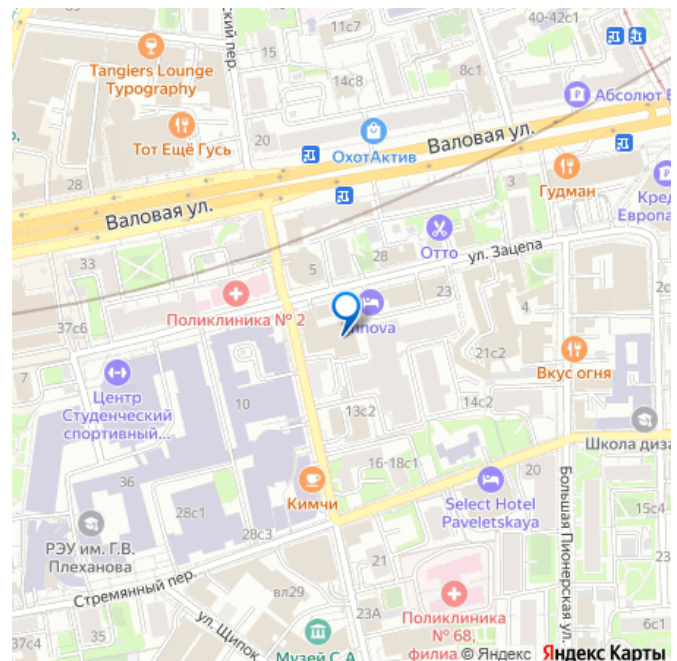 11с7
40-42с1
ский пер.
15
Tangiers Lounge
Typography
14с8
8с1
Абсолют Б
Тот Ещё Гусь
20
ОхотАктив
Валовая ул.
28
Гудман
3
Кред
Европа
Валовая ул.
33
5
28
Отто
ул. Зацепа
2с
Поликлиника № 2
nnova
23
4
37с6
21с2
Вкус огня
7
Центр
Студенческий
спортивный...
10
13с2
14с2
Школа диза
36
16-18с1
28с1
Кимчи
Select Hotel
Paveletskaya
20
Большая Пионерская ул.
15с4
РЭУ им. Г.В.
Плеханова
28с3
21
Стремянный пер.
вл29
ул. Щипок
23А
Поликлиника
№ 68,
филиа
6с1
37с4
35
Музей С.А.
© Яндекс Яндекс Карты